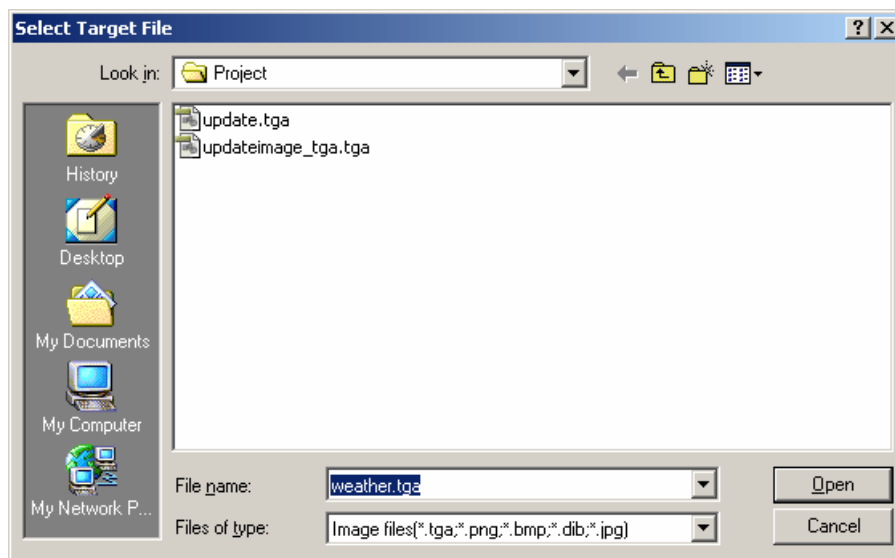 Select Target File
Look in: Project
update.tga
updateimage_tga.tga
History
Desktop
My Documents
My Computer
My Network P...
File name: weather.tga Open
Files of type: Image files(*.tga;*.png;*.bmp;*.dib;*.jpg) Cancel